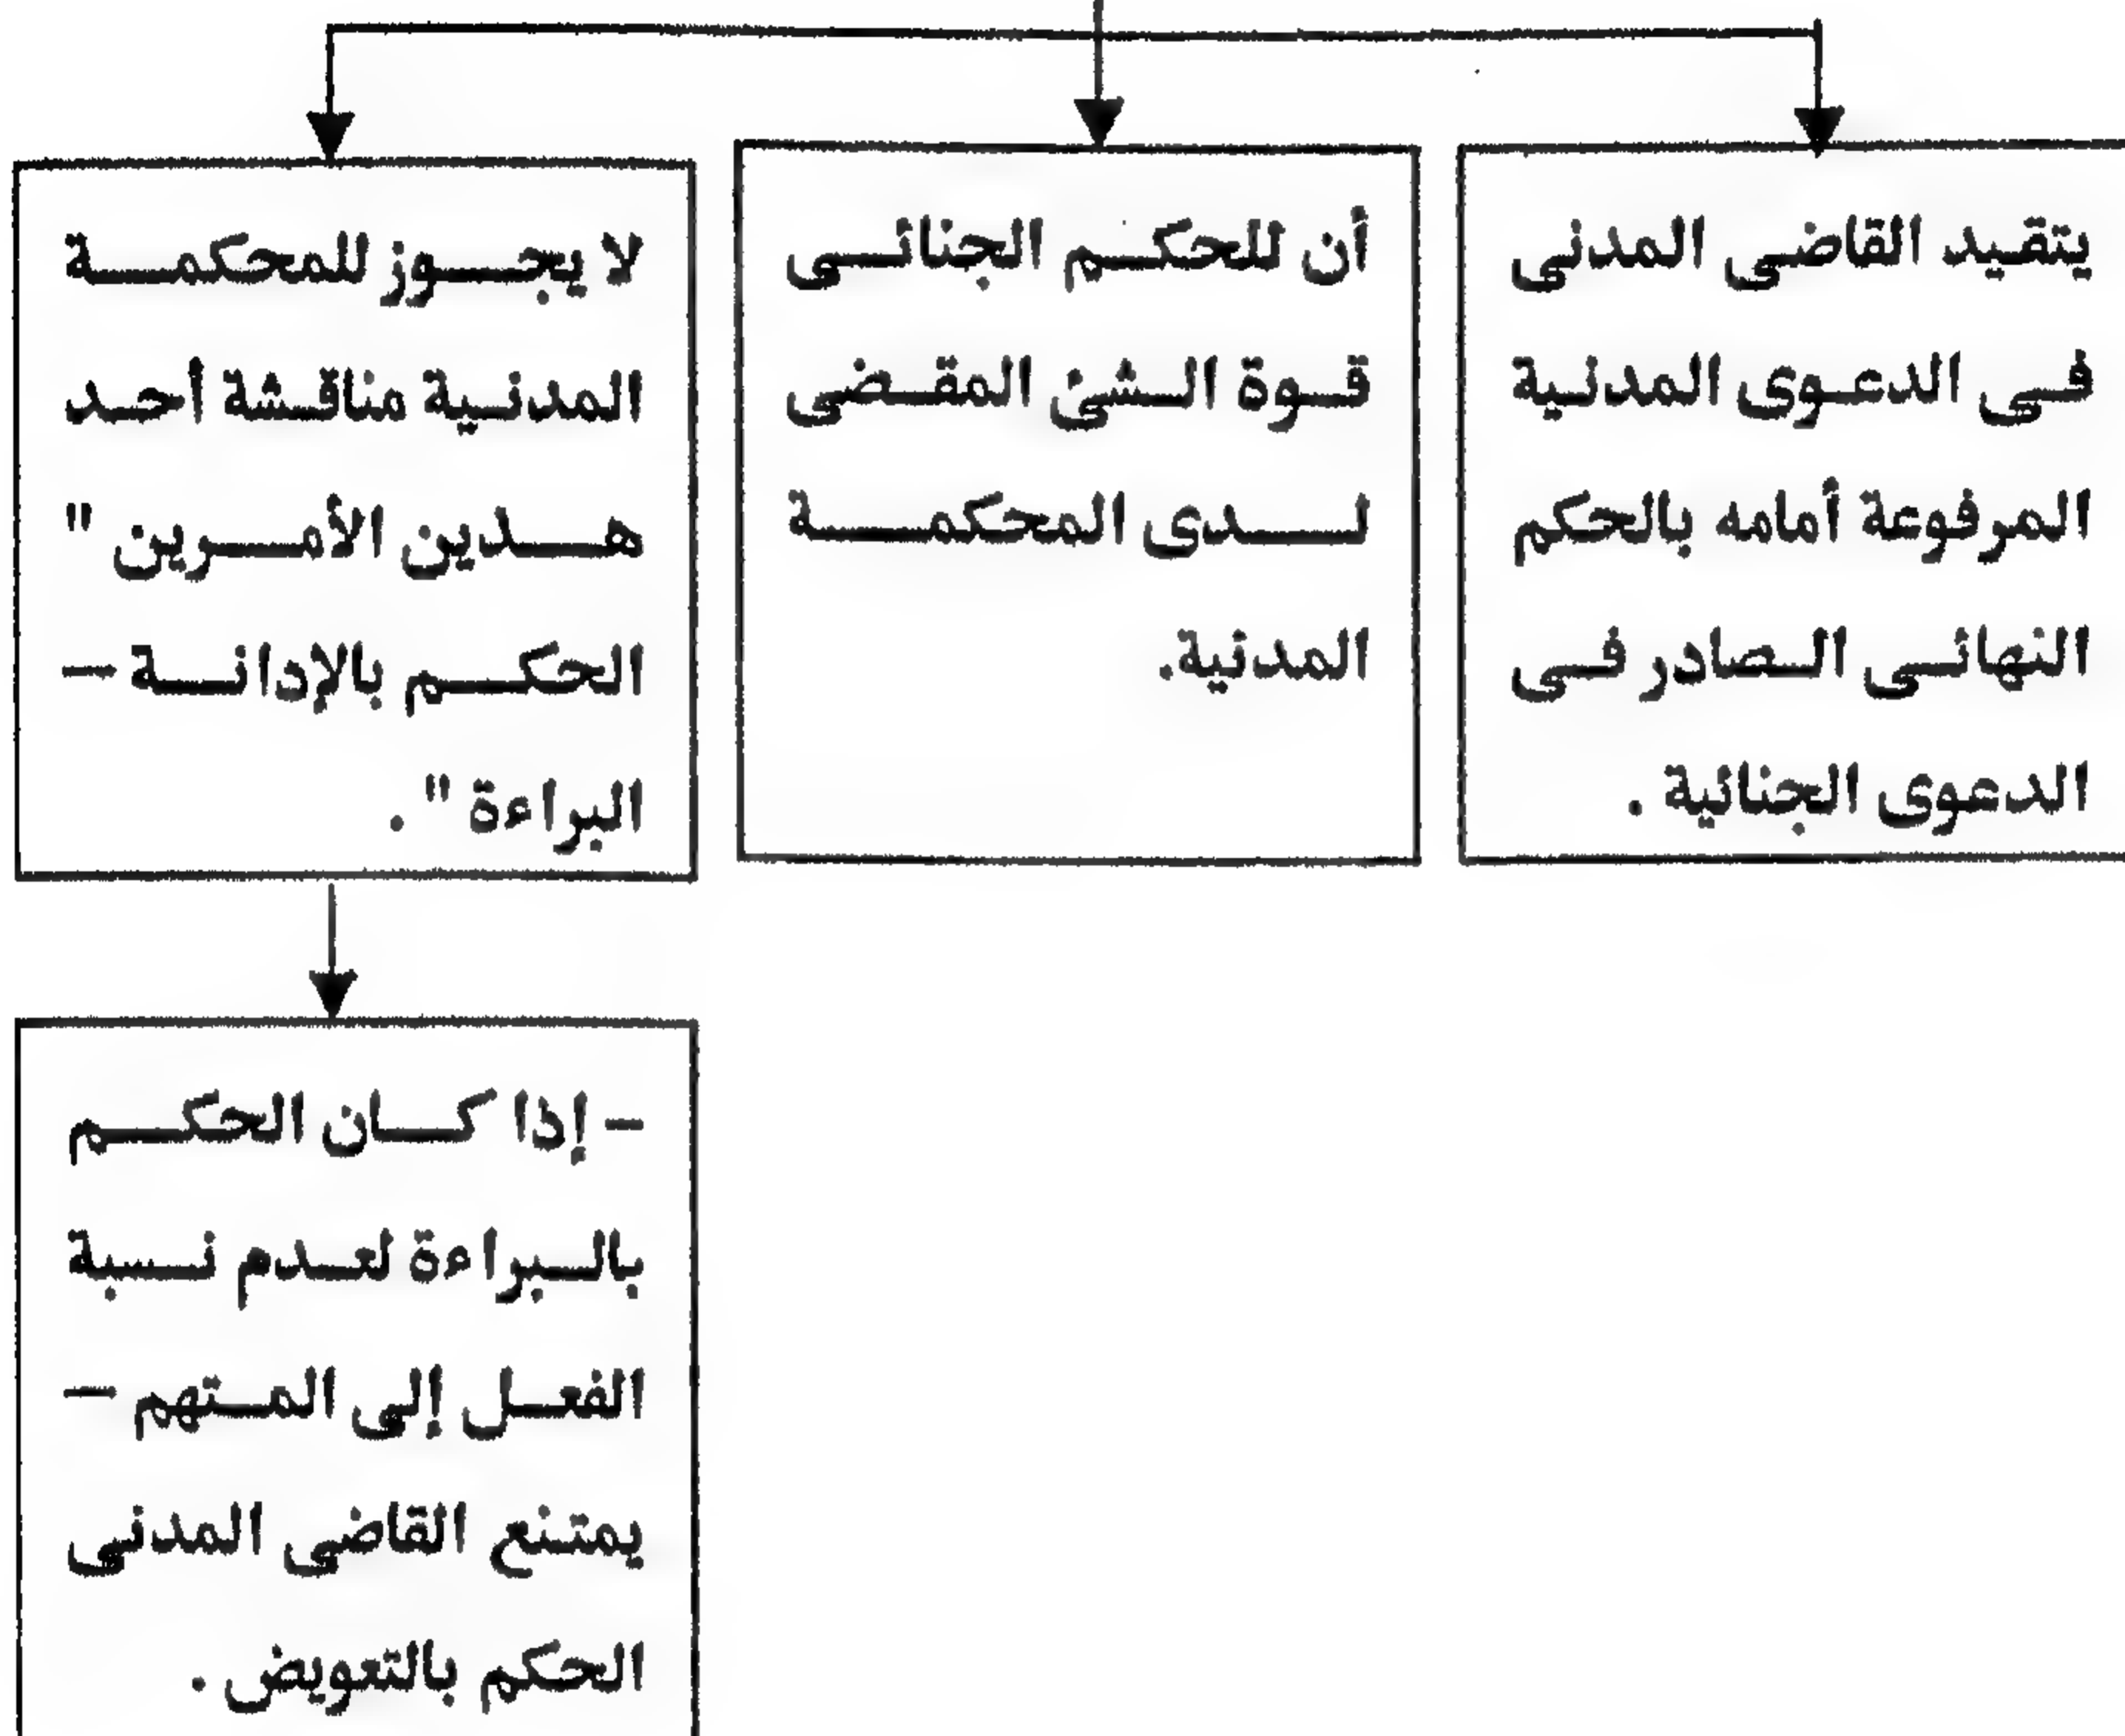 يتقيد القاضى المدنى
فى الدعوى المدنية
المرفوعة أمامه بالحكم
النهائى الصادر فى
الدعوى الجنائية .
أن للحكم الجنائى
قوة الشئ المقضى
لدى المحكمة
المدنية.
لا يجوز للمحكمة
المدنية مناقشة أحد
هذين الأمرين "
الحكم بالإدانة –
البراءة " .
– إذا كان الحكم
بالبراءة لعدم نسبة
الفعل إلى المتهم –
يمتنع القاضى المدنى
الحكم بالتعويض .